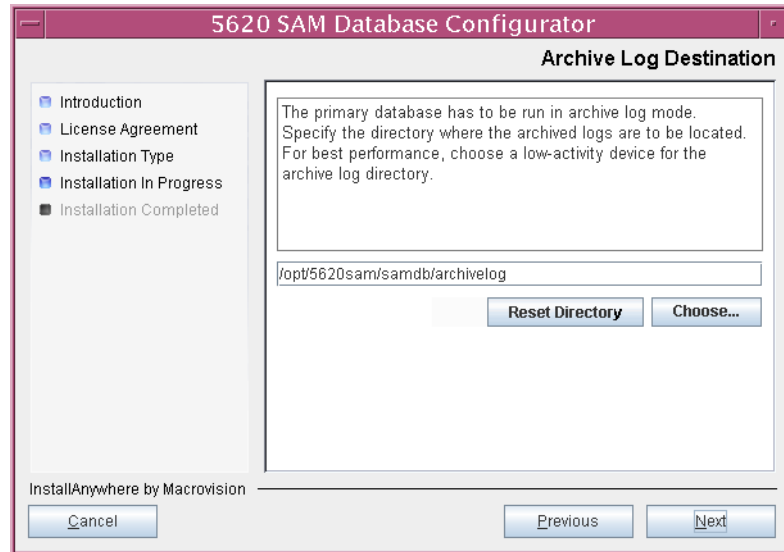 5620 SAM Database Configurator
Archive Log Destination
Introduction
License Agreement
Installation Type
Installation In Progress
Installation Completed
The primary database has to be run in archive log mode.
Specify the directory where the archived logs are to be located.
For best performance, choose a low-activity device for the
archive log directory.
/opt/5620sam/samdb/archivelog
Reset Directory
Choose...
InstallAnywhere by Macrovision
Cancel
Previous
Next